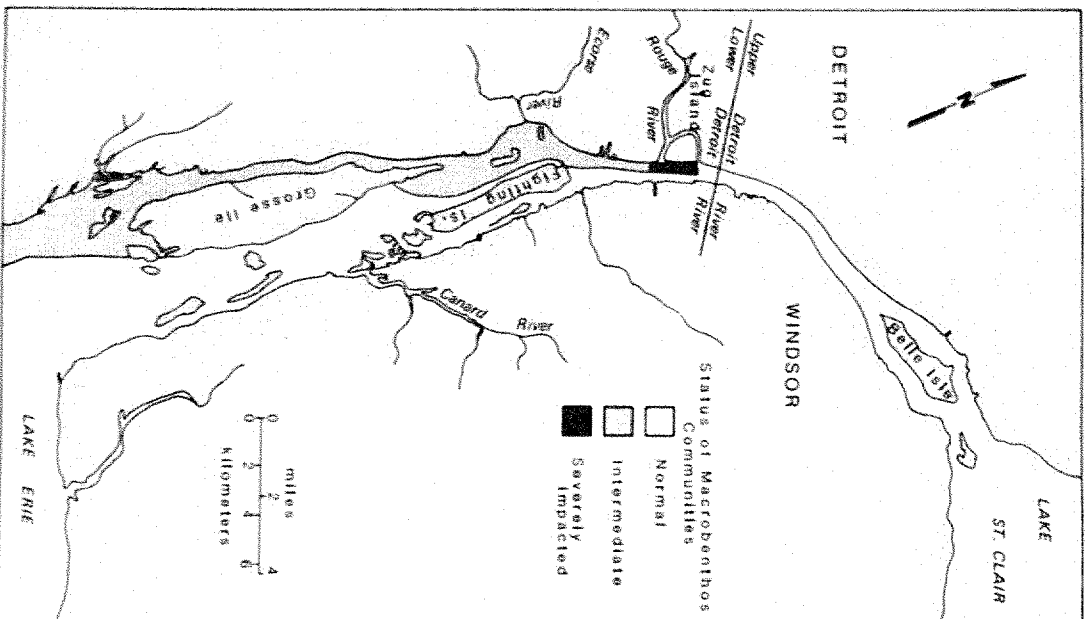 DETROIT
N
Upper
Lower
Detroit
Detroit
River
River
Rouge
River
Zug
Island
Ecorse
River
Fighting Is.
Grosse Ile
Canard
River
WINDSOR
Belle Isle
LAKE
ST. CLAIR
LAKE ERIE
Status of Macrobenthos
Communities
Normal
Intermediate
Severely
Impacted
miles
0 2 4
0 2 4 6
kilometers